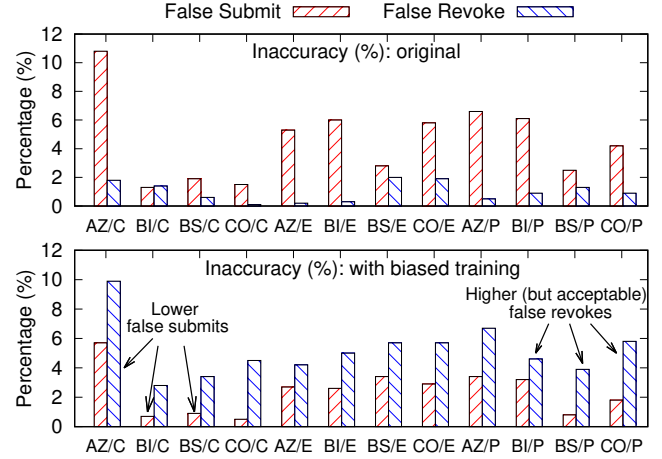 False Submit False Revoke
Inaccuracy (%): original
Percentage (%)
12
10
8
6
4
2
0
AZ/C BI/C BS/C CO/C AZ/E BI/E BS/E CO/E AZ/P BI/P BS/P CO/P
Inaccuracy (%): with biased training
Percentage (%)
12
10
8
6
4
2
0
Lower
false submits
Higher (but acceptable)
false revokes
AZ/C BI/C BS/C CO/C AZ/E BI/E BS/E CO/E AZ/P BI/P BS/P CO/P